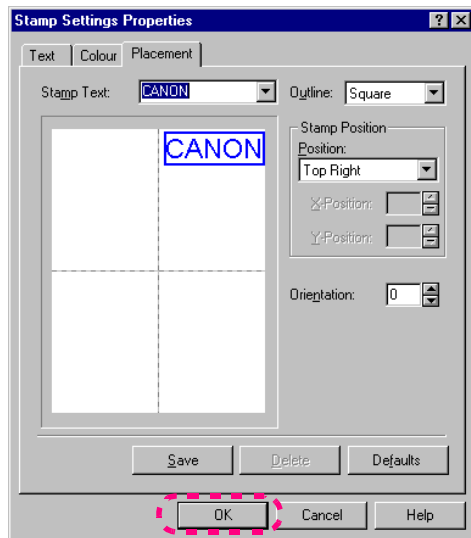 Stamp Settings Properties
Text Colour Placement
Stamp Text: CANON Outline: Square
CANON
Stamp Position
Position:
Top Right
X-Position:
Y-Position:
Orientation: 0
Save Delete Defaults
OK Cancel Help